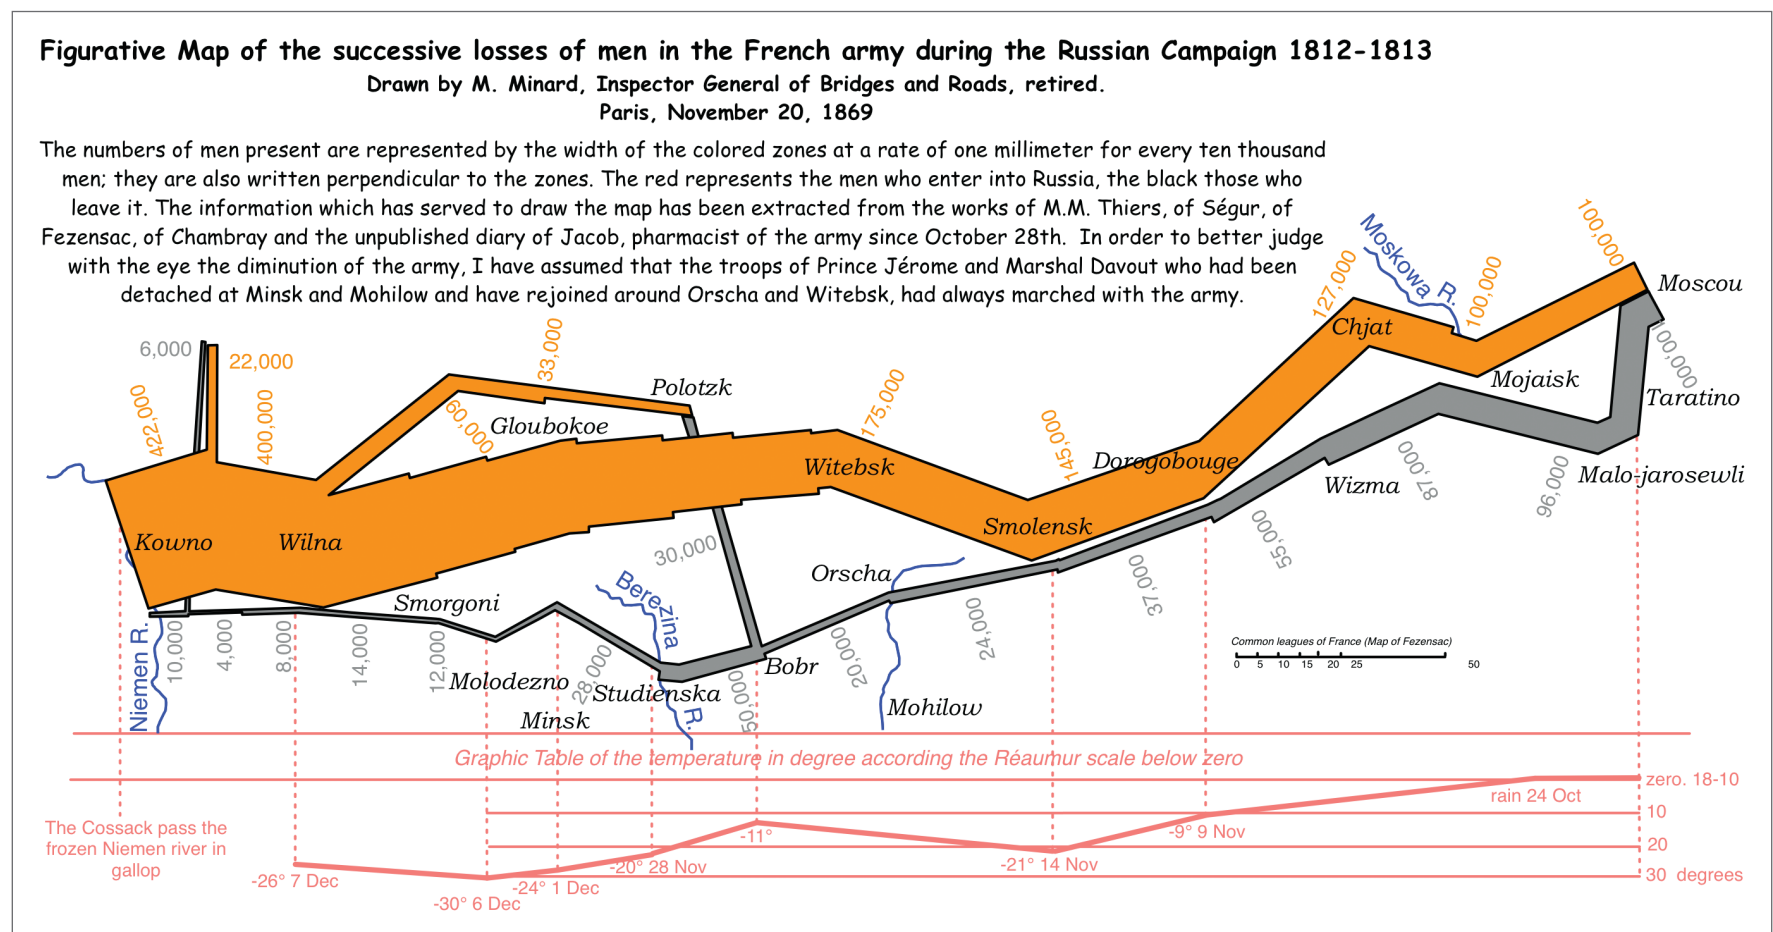 Figurative Map of the successive losses of men in the French army during the Russian Campaign 1812-1813
Drawn by M. Minard, Inspector General of Bridges and Roads, retired.
Paris, November 20, 1869
The numbers of men present are represented by the width of the colored zones at a rate of one millimeter for every ten thousand
men; they are also written perpendicular to the zones. The red represents the men who enter into Russia, the black those who
leave it. The information which has served to draw the map has been extracted from the works of M.M. Thiers, of Ségur, of
Fezensac, of Chambray and the unpublished diary of Jacob, pharmacist of the army since October 28th. In order to better judge
with the eye the diminution of the army, I have assumed that the troops of Prince Jérome and Marshal Davout who had been
detached at Minsk and Mohilow and have rejoined around Orscha and Witebsk, had always marched with the army.
6,000
22,000
422,000
400,000
60,000
33,000
Polotzk
Gloubokoe
175,000
145,000
127,000
Moskowa R.
100,000
100,000
Moscou
Chjat
Mojaisk
100,000
Taratino
Malo-jarosewli
Kowno
Wilna
Witebsk
Smolensk
Dorogobouge
Wizma
87,000
96,000
55,000
37,000
24,000
20,000
30,000
Orscha
Smorgoni
Berezina
R.
Bobr
Mohilow
Molodezno
Minsk
Studienska
50,000
28,000
12,000
14,000
8,000
4,000
10,000
Niemen R.
Common leagues of France (Map of Fezensac)
0 5 10 15 20 25 50
Graphic Table of the temperature in degree according the Réaumur scale below zero
zero. 18-10
rain 24 Oct
10
20
30 degrees
-9° 9 Nov
-21° 14 Nov
-11°
-20° 28 Nov
-24° 1 Dec
-30° 6 Dec
-26° 7 Dec
The Cossack pass the
frozen Niemen river in
gallop